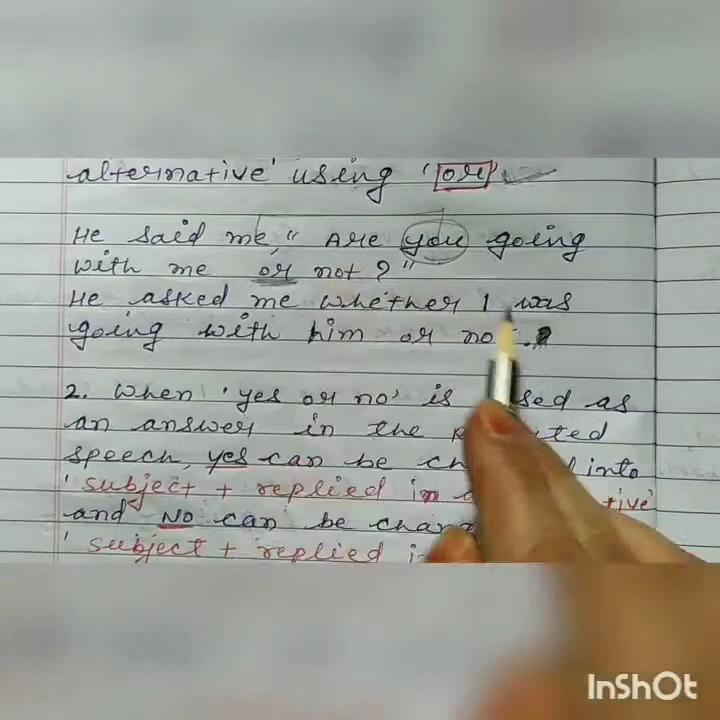 alternative' using 'or'
He said me, " Are you going
with me or not ? "
He asked me whether I was
going with him or not.
2. When 'yes or no' is used as
an answer in the
speech, yes can be into
'subject + replied in
and NO can be
'subject + replied
InShOt